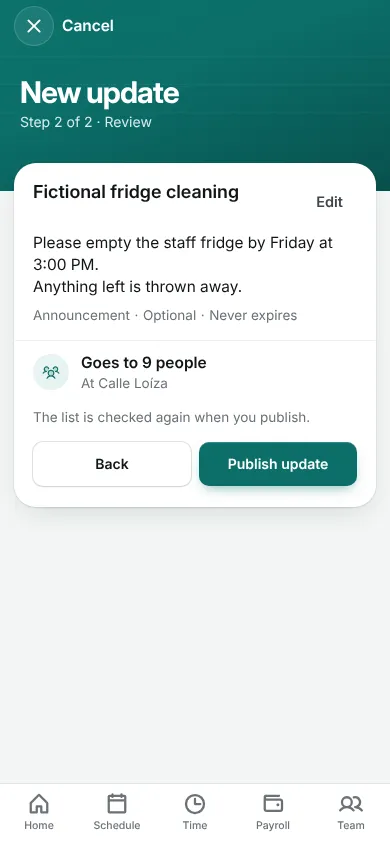 Cancel
New update
Step 2 of 2 · Review
Fictional fridge cleaning
Edit
Please empty the staff fridge by Friday at
3:00 PM.
Anything left is thrown away.
Announcement · Optional · Never expires
Goes to 9 people
At Calle Loíza
The list is checked again when you publish.
Back
Publish update
Home
Schedule
Time
Payroll
Team